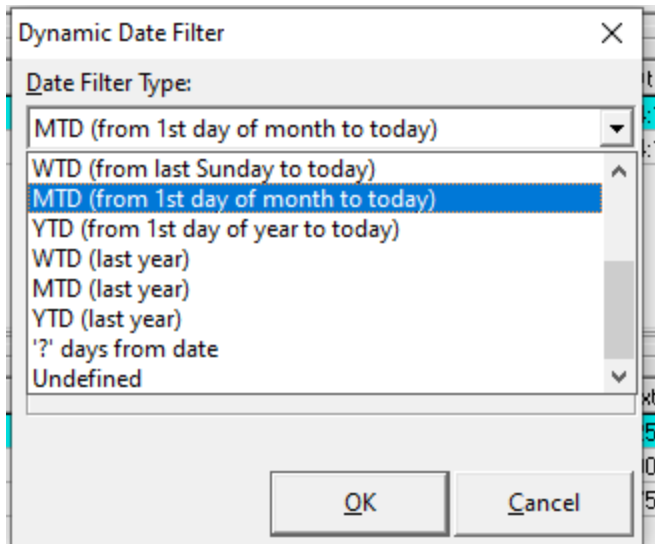 Dynamic Date Filter
Date Filter Type:
MTD (from 1st day of month to today)
WTD (from last Sunday to today)
MTD (from 1st day of month to today)
YTD (from 1st day of year to today)
WTD (last year)
MTD (last year)
YTD (last year)
'?' days from date
Undefined
OK
Cancel